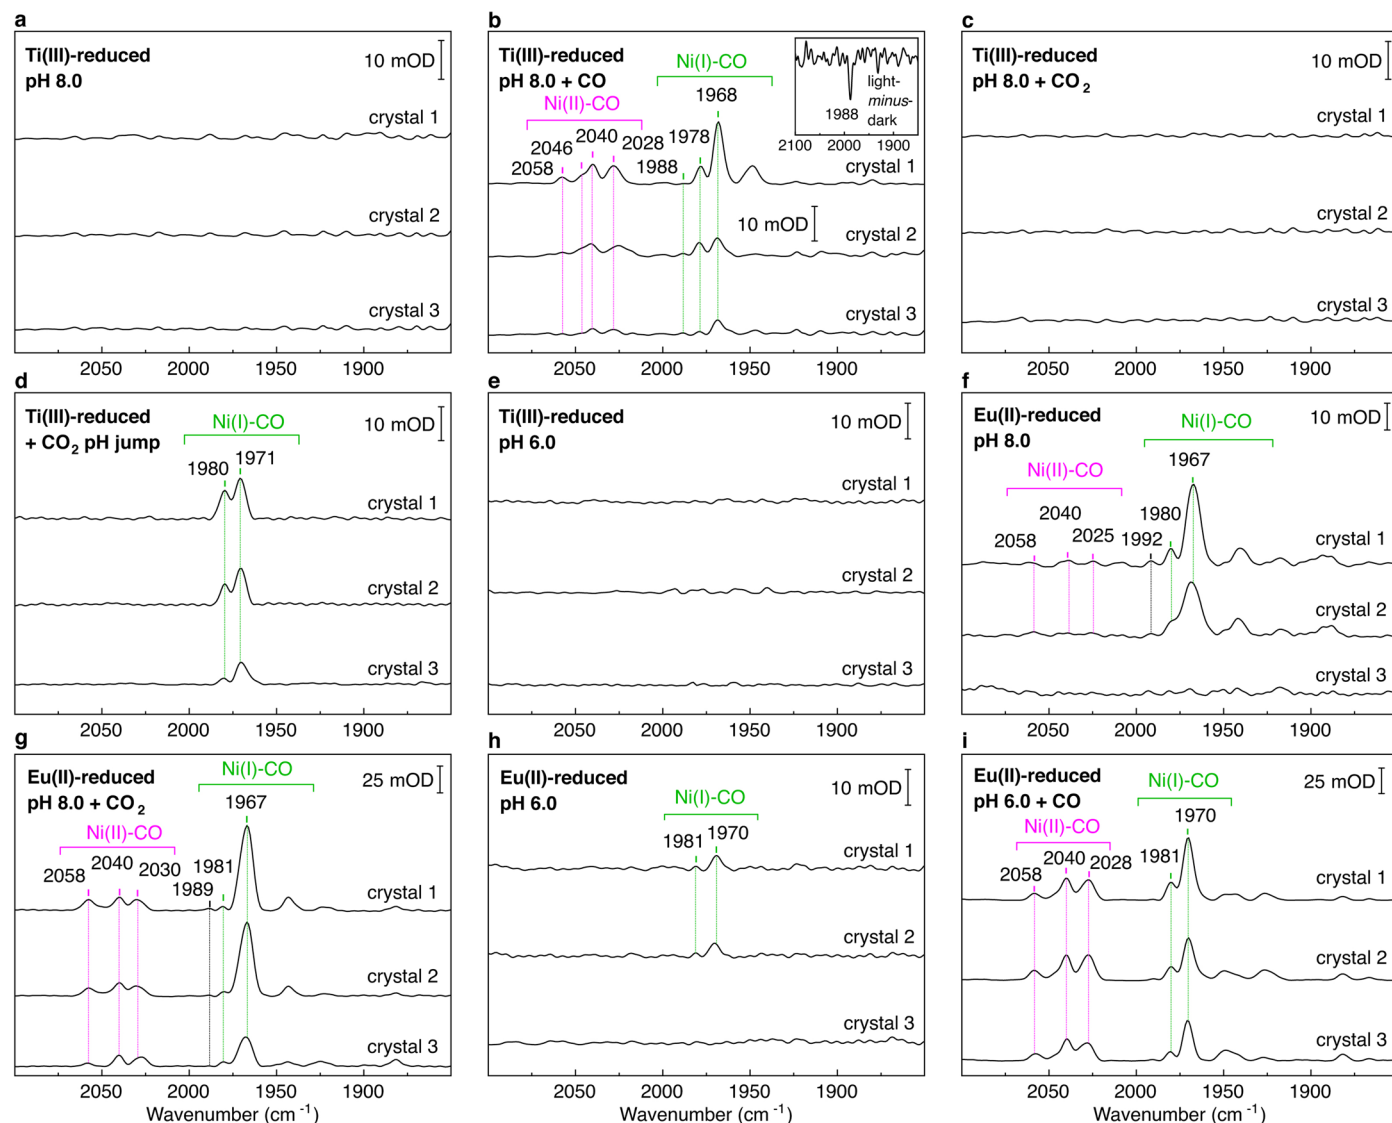 a
Ti(III)-reduced
pH 8.0
10 mOD
crystal 1
crystal 2
crystal 3
2050 2000 1950 1900
b
Ti(III)-reduced
pH 8.0 + CO
Ni(I)-CO
Ni(II)-CO
1968
2040
2046
2028
1978
2058
1988
light-
minus-
dark
1988
2100 2000 1900
crystal 1
10 mOD
crystal 2
crystal 3
2050 2000 1950 1900
c
Ti(III)-reduced
pH 8.0 + CO2
10 mOD
crystal 1
crystal 2
crystal 3
2050 2000 1950 1900
d
Ti(III)-reduced
+ CO2 pH jump
10 mOD
Ni(I)-CO
1980
1971
crystal 1
crystal 2
crystal 3
2050 2000 1950 1900
e
Ti(III)-reduced
pH 6.0
10 mOD
crystal 1
crystal 2
crystal 3
2050 2000 1950 1900
f
Eu(II)-reduced
pH 8.0
10 mOD
Ni(I)-CO
Ni(II)-CO
1967
2040
1980
2058
2025
1992
crystal 1
crystal 2
crystal 3
2050 2000 1950 1900
g
Eu(II)-reduced
pH 8.0 + CO2
25 mOD
Ni(I)-CO
1967
Ni(II)-CO
2058
2040
2030
1981
1989
crystal 1
crystal 2
crystal 3
2050 2000 1950 1900
Wavenumber (cm-1)
h
Eu(II)-reduced
pH 6.0
10 mOD
Ni(I)-CO
1981
1970
crystal 1
crystal 2
crystal 3
2050 2000 1950 1900
Wavenumber (cm-1)
i
Eu(II)-reduced
pH 6.0 + CO
25 mOD
Ni(I)-CO
1970
Ni(II)-CO
2040
2058
2028
1981
crystal 1
crystal 2
crystal 3
2050 2000 1950 1900
Wavenumber (cm-1)